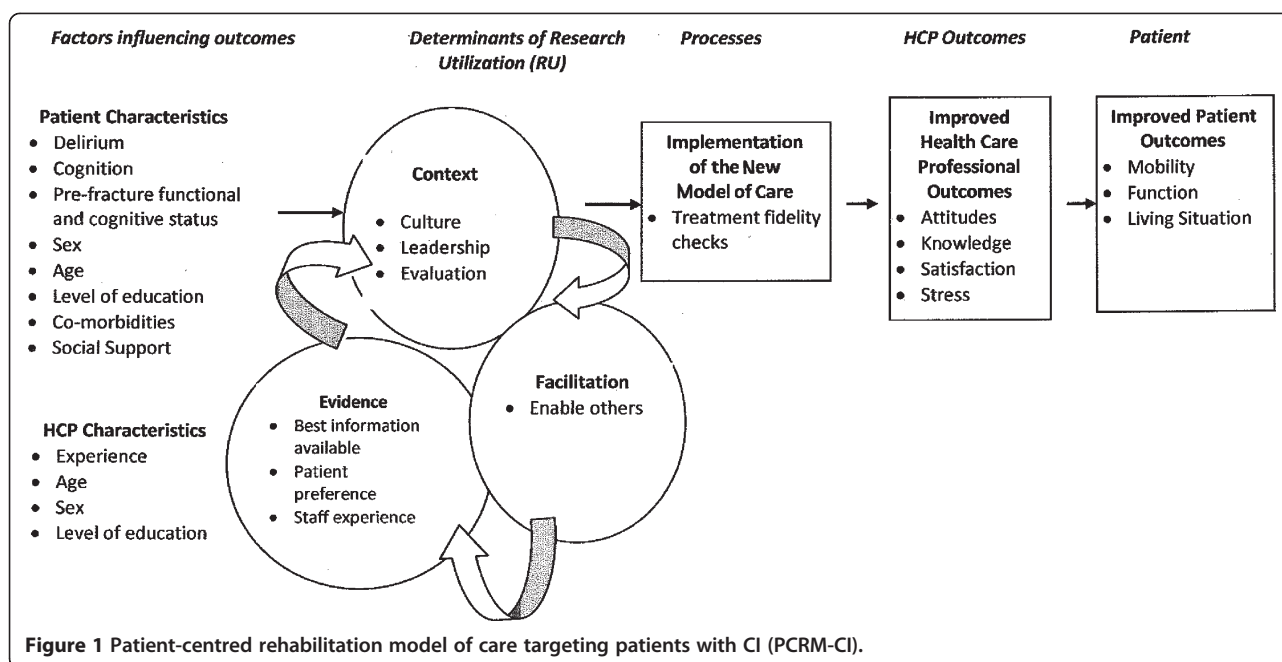 Factors influencing outcomes
Determinants of Research
Utilization (RU)
Processes
HCP Outcomes
Patient
Patient Characteristics
• Delirium
• Cognition
• Pre-fracture functional
and cognitive status
• Sex
• Age
• Level of education
• Co-morbidities
• Social Support
HCP Characteristics
• Experience
• Age
• Sex
• Level of education
Context
• Culture
• Leadership
• Evaluation
Facilitation
• Enable others
Evidence
• Best information
available
• Patient
preference
• Staff experience
Implementation
of the New
Model of Care
• Treatment fidelity
checks
Improved
Health Care
Professional
Outcomes
• Attitudes
• Knowledge
• Satisfaction
• Stress
Improved Patient
Outcomes
• Mobility
• Function
• Living Situation
Figure 1 Patient-centred rehabilitation model of care targeting patients with CI (PCRM-CI).